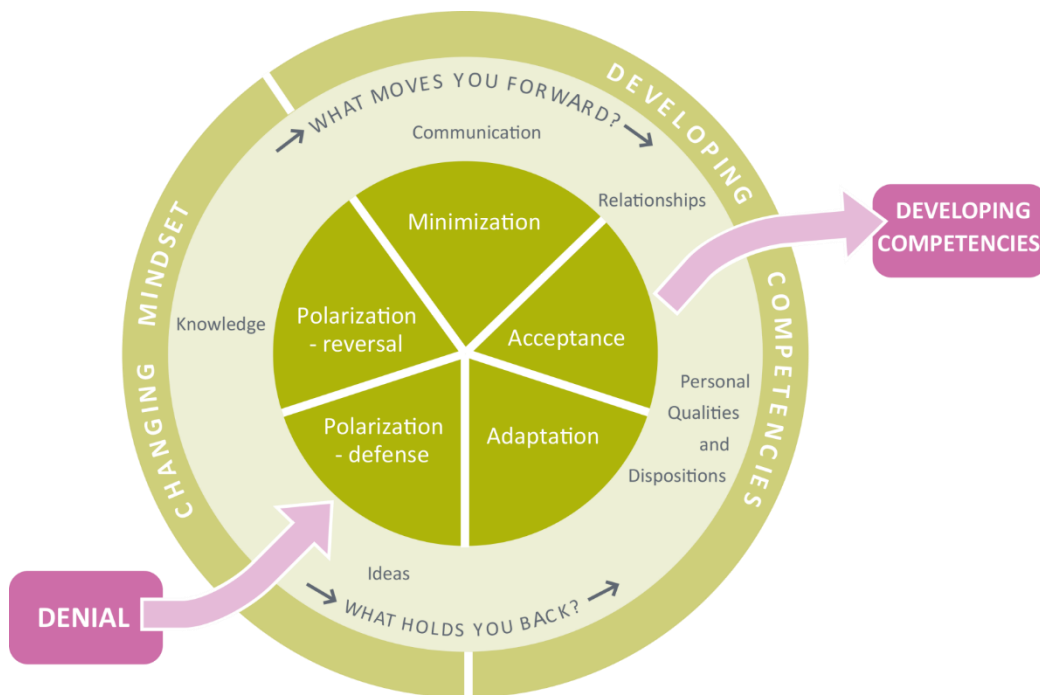 WHAT MOVES YOU FORWARD?
DEVELOPING COMPETENCIES
Communication
Relationships
Minimization
DEVELOPING
COMPETENCIES
CHANGING MINDSET
Knowledge
Polarization
- reversal
Acceptance
Personal
Qualities
and
Dispositions
Polarization
- defense
Adaptation
Ideas
DENIAL
WHAT HOLDS YOU BACK?